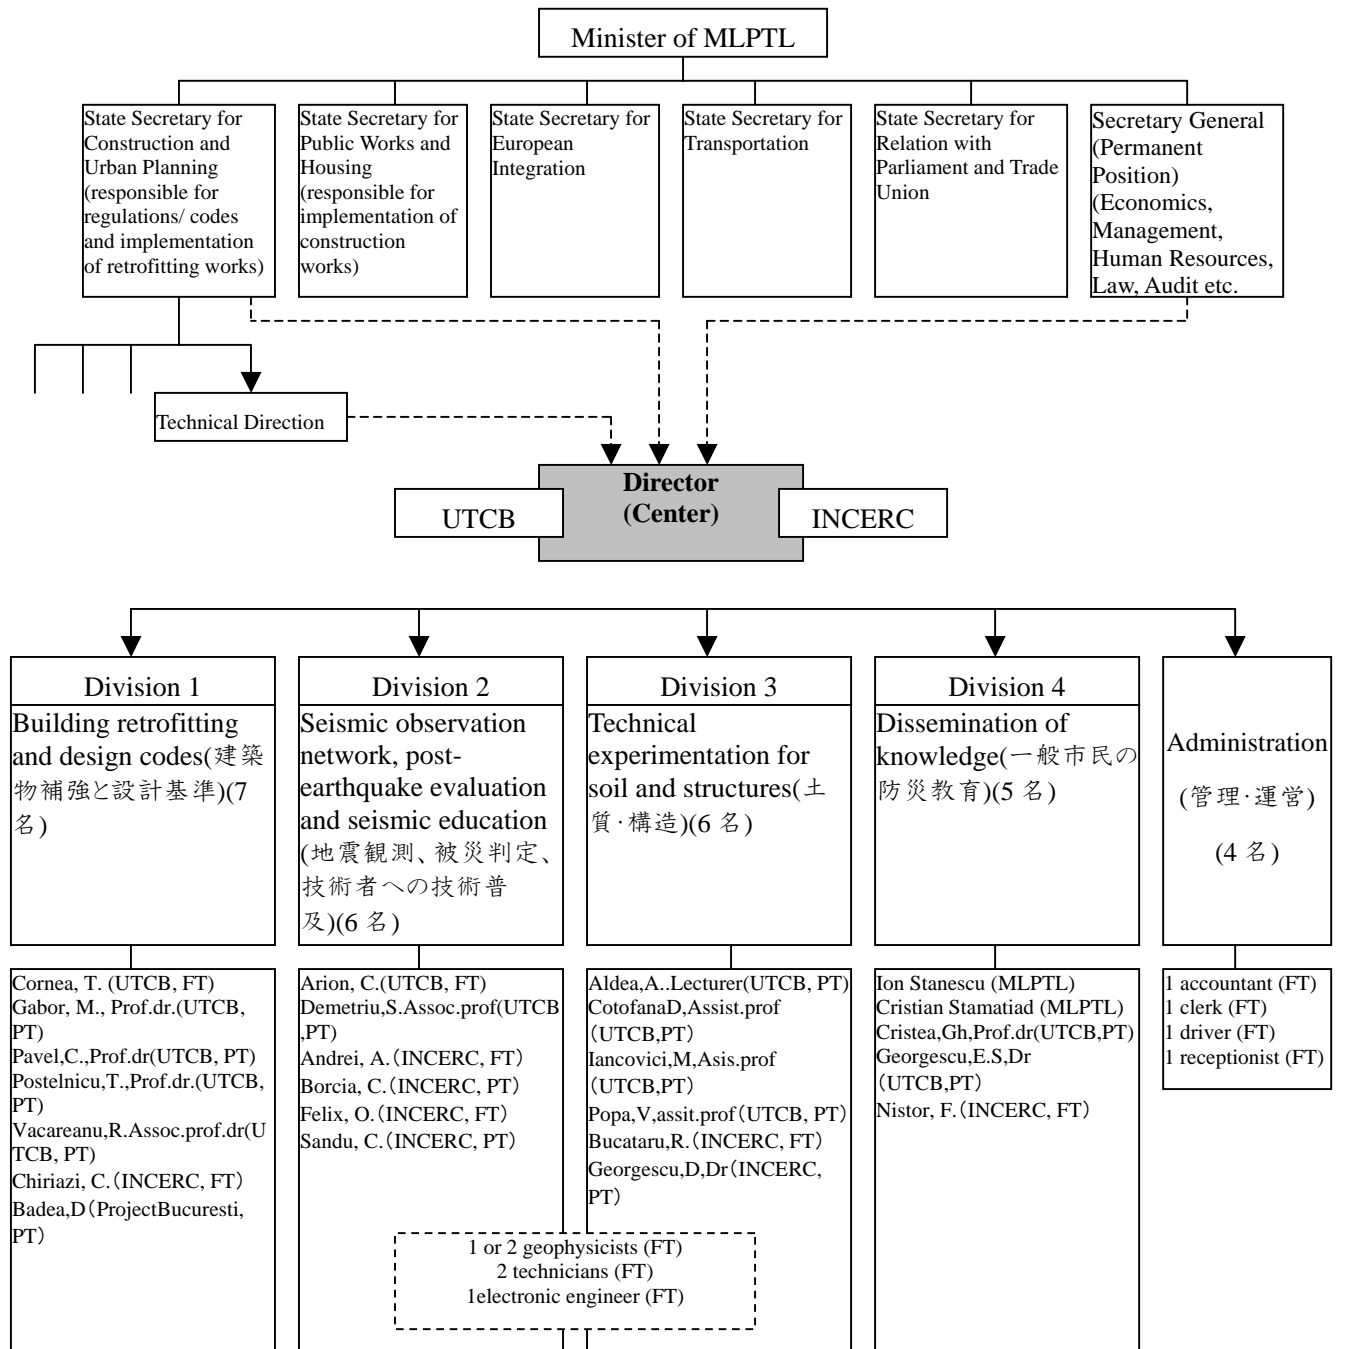 Minister of MLPTL
State Secretary for
Construction and
Urban Planning
(responsible for
regulations/ codes
and implementation
of retrofitting works)
State Secretary for
Public Works and
Housing
(responsible for
implementation of
construction
works)
State Secretary for
European
Integration
State Secretary for
Transportation
State Secretary for
Relation with
Parliament and Trade
Union
Secretary General
(Permanent
Position)
(Economics,
Management,
Human Resources,
Law, Audit etc.
Technical Direction
Director
(Center)
UTCB
INCERC
Division 1
Building retrofitting
and design codes(建築
物補強と設計基準)(7
名)
Division 2
Seismic observation
network, post-
earthquake evaluation
and seismic education
(地震観測、被災判定、
技術者への技術普
及)(6 名)
Division 3
Technical
experimentation for
soil and structures(土
質·構造)(6 名)
Division 4
Dissemination of
knowledge(一般市民の
防災教育)(5 名)
Administration
(管理·運営)
(4 名)
Cornea, T. (UTCB, FT)
Gabor, M., Prof.dr.(UTCB,
PT)
Pavel,C.,Prof.dr(UTCB, PT)
Postelnicu,T.,Prof.dr.(UTCB,
PT)
Vacareanu,R.Assoc.prof.dr(U
TCB, PT)
Chiriazi, C.（INCERC, FT）
Badea,D（ProjectBucuresti,
PT）
Arion, C.(UTCB, FT)
Demetriu,S.Assoc.prof(UTCB
,PT)
Andrei, A.（INCERC, FT）
Borcia, C.（INCERC, PT）
Felix, O.（INCERC, FT）
Sandu, C.（INCERC, PT）
Aldea,A..Lecturer(UTCB, PT)
CotofanaD, Assist.prof
（UTCB,PT）
Iancovici,M,Asis.prof
（UTCB,PT）
Popa,V,assit.prof（UTCB, PT）
Bucataru,R.（INCERC, FT）
Georgescu,D,Dr（INCERC,
PT）
Ion Stanescu (MLPTL)
Cristian Stamatiad (MLPTL)
Cristea,Gh,Prof.dr(UTCB,PT)
Georgescu,E.S,Dr
（UTCB,PT）
Nistor, F.（INCERC, FT）
1 accountant (FT)
1 clerk (FT)
1 driver (FT)
1 receptionist (FT)
1 or 2 geophysicists (FT)
2 technicians (FT)
1electronic engineer (FT)